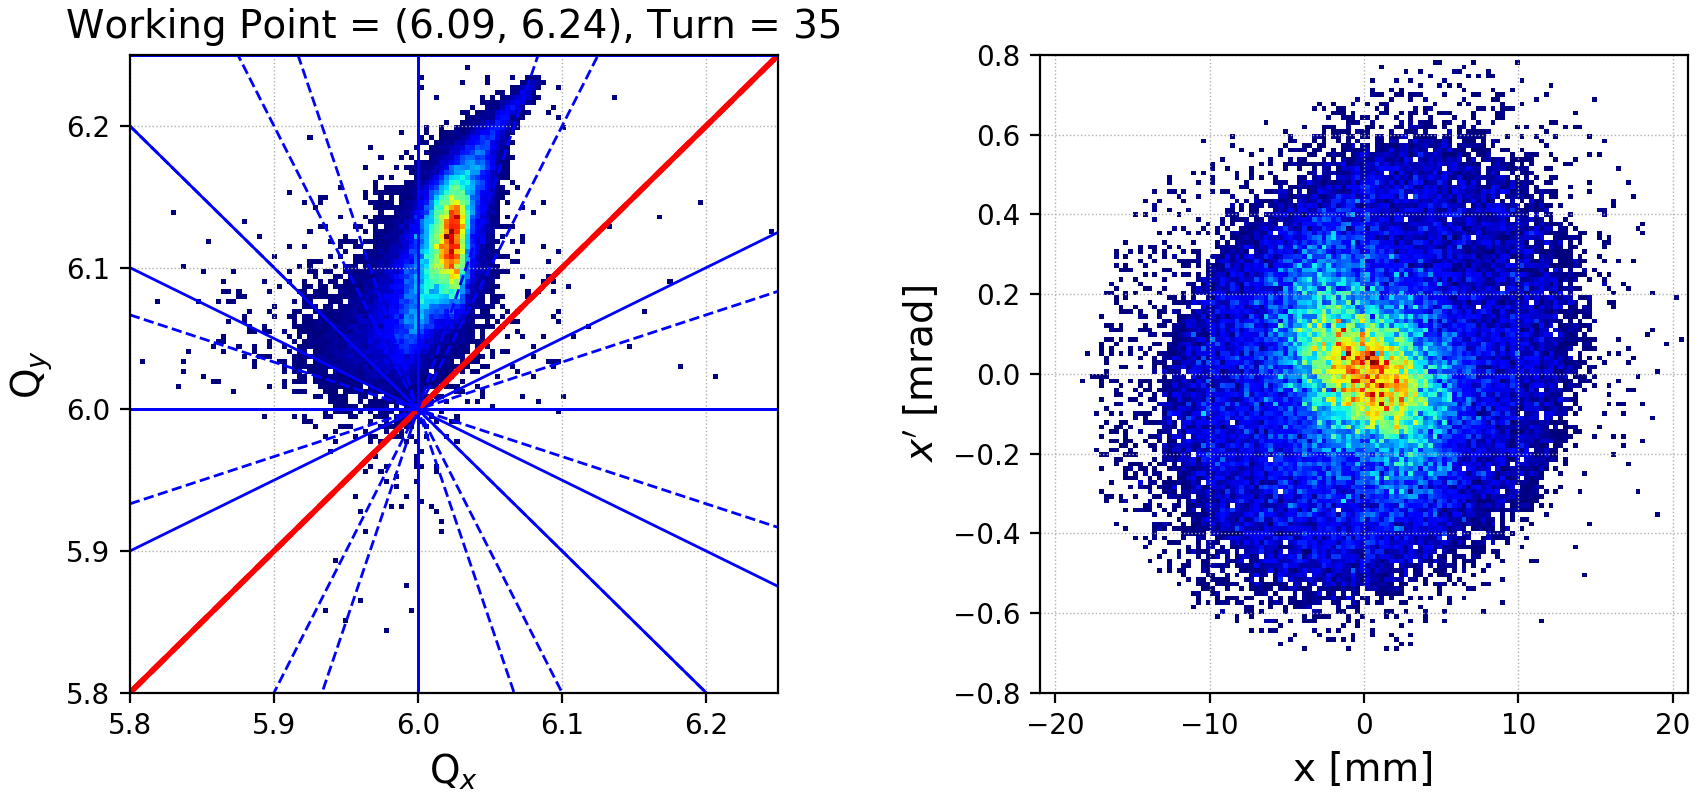 Working Point = (6.09, 6.24), Turn = 35
6.2
6.1
6.0
5.9
5.8
Q_y
5.8 5.9 6.0 6.1 6.2
Q_x
0.8
0.6
0.4
0.2
0.0
−0.2
−0.4
−0.6
−0.8
x′ [mrad]
−20 −10 0 10 20
x [mm]